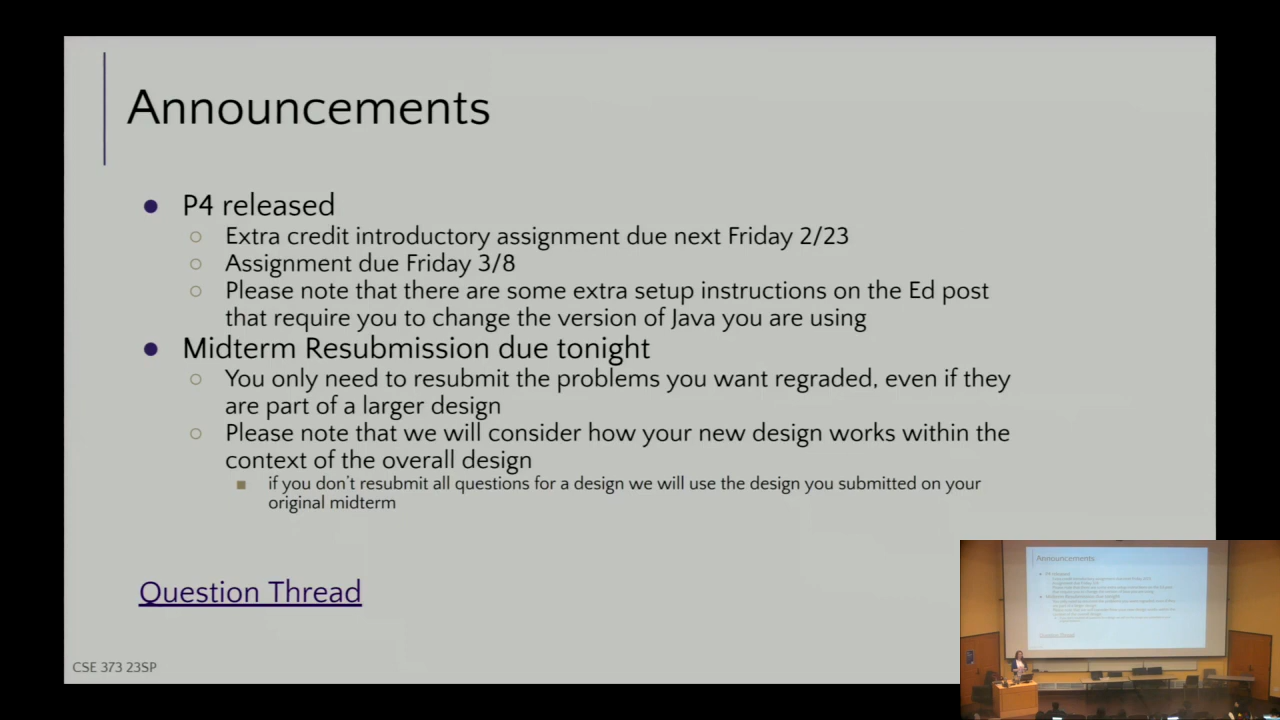 Announcements
P4 released
Extra credit introductory assignment due next Friday 2/23
Assignment due Friday 3/8
Please note that there are some extra setup instructions on the Ed post
that require you to change the version of Java you are using
Midterm Resubmission due tonight
You only need to resubmit the problems you want regraded, even if they
are part of a larger design
Please note that we will consider how your new design works within the
context of the overall design
if you don't resubmit all questions for a design we will use the design you submitted on your
original midterm
Question Thread
CSE 373 23SP
Announcements